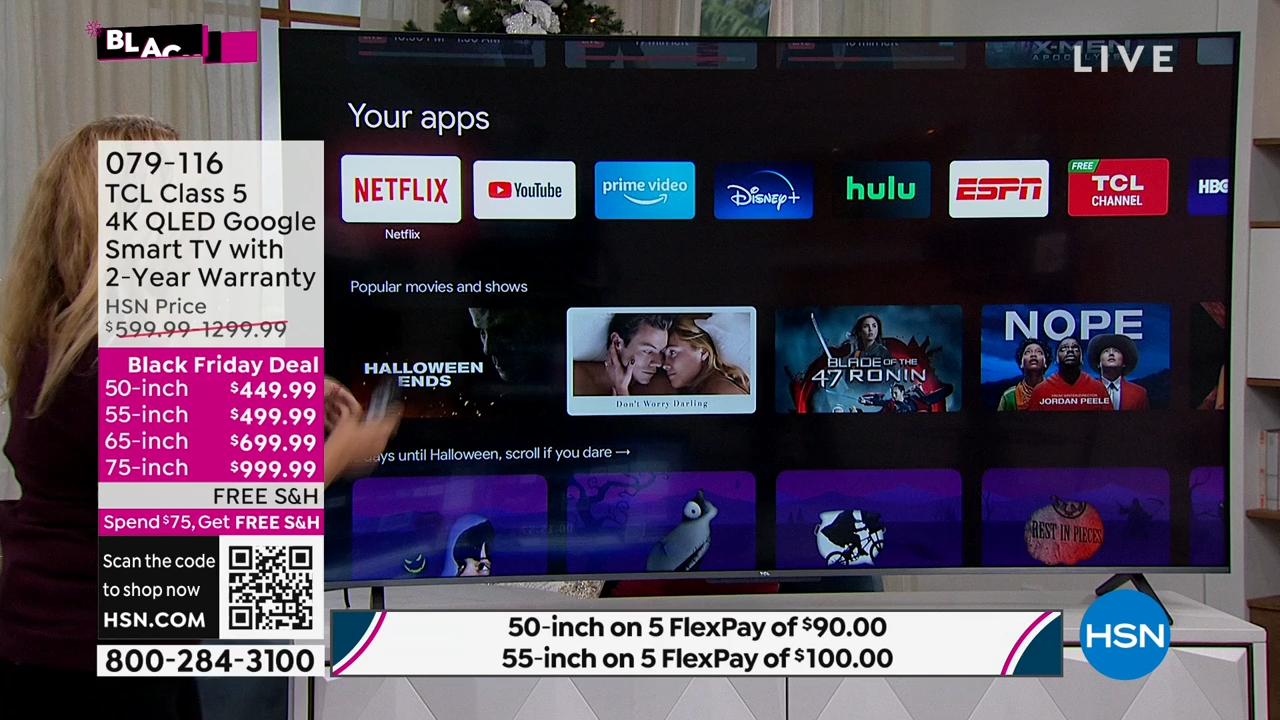 BLAC
LIVE
X-MEN
APOCALYPSE
Your apps
NETFLIX
YouTube
prime video
Disney+
hulu
ESPN
FREE
TCL
CHANNEL
HBO
Netflix
Popular movies and shows
HALLOWEEN
ENDS
Don't Worry Darling
BLADE OF THE
47 RONIN
NOPE
JORDAN PEELE
days until Halloween, scroll if you dare →
REST IN PIECES
TCL
079-116
TCL Class 5
4K QLED Google
Smart TV with
2-Year Warranty
HSN Price
$599.99-1299.99
Black Friday Deal
50-inch $449.99
55-inch $499.99
65-inch $699.99
75-inch $999.99
FREE S&H
Spend $75, Get FREE S&H
Scan the code
to shop now
HSN.COM
800-284-3100
50-inch on 5 FlexPay of $90.00
55-inch on 5 FlexPay of $100.00
HSN